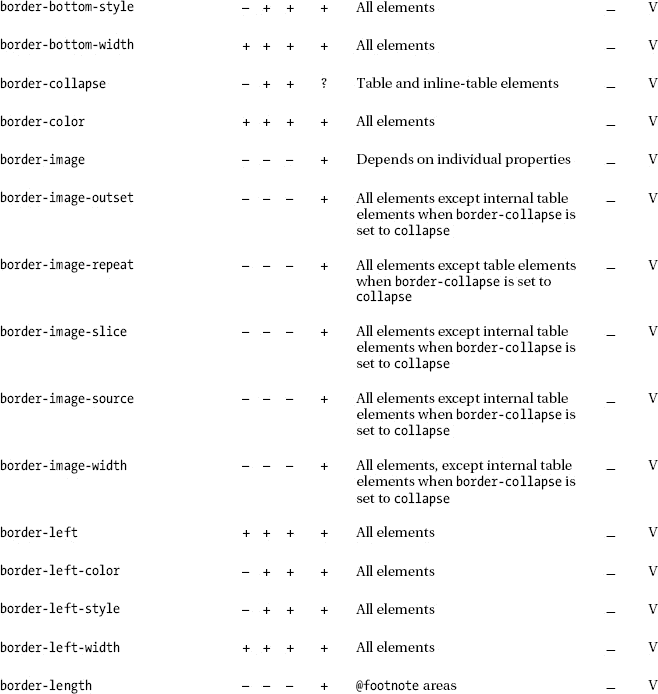 border-bottom-style – + + + All elements – V
border-bottom-width + + + + All elements – V
border-collapse – + + ? Table and inline-table elements – V
border-color + + + + All elements – V
border-image – – – + Depends on individual properties – V
border-image-outset – – – + All elements except internal table – V
elements when border-collapse is
set to collapse
border-image-repeat – – – + All elements except table elements – V
when border-collapse is set to
collapse
border-image-slice – – – + All elements except internal table – V
elements when border-collapse is
set to collapse
border-image-source – – – + All elements except internal table – V
elements when border-collapse is
set to collapse
border-image-width – – – + All elements, except internal table – V
elements when border-collapse is
set to collapse
border-left + + + + All elements – V
border-left-color – + + + All elements – V
border-left-style – + + + All elements – V
border-left-width + + + + All elements – V
border-length – – – + @footnote areas – V